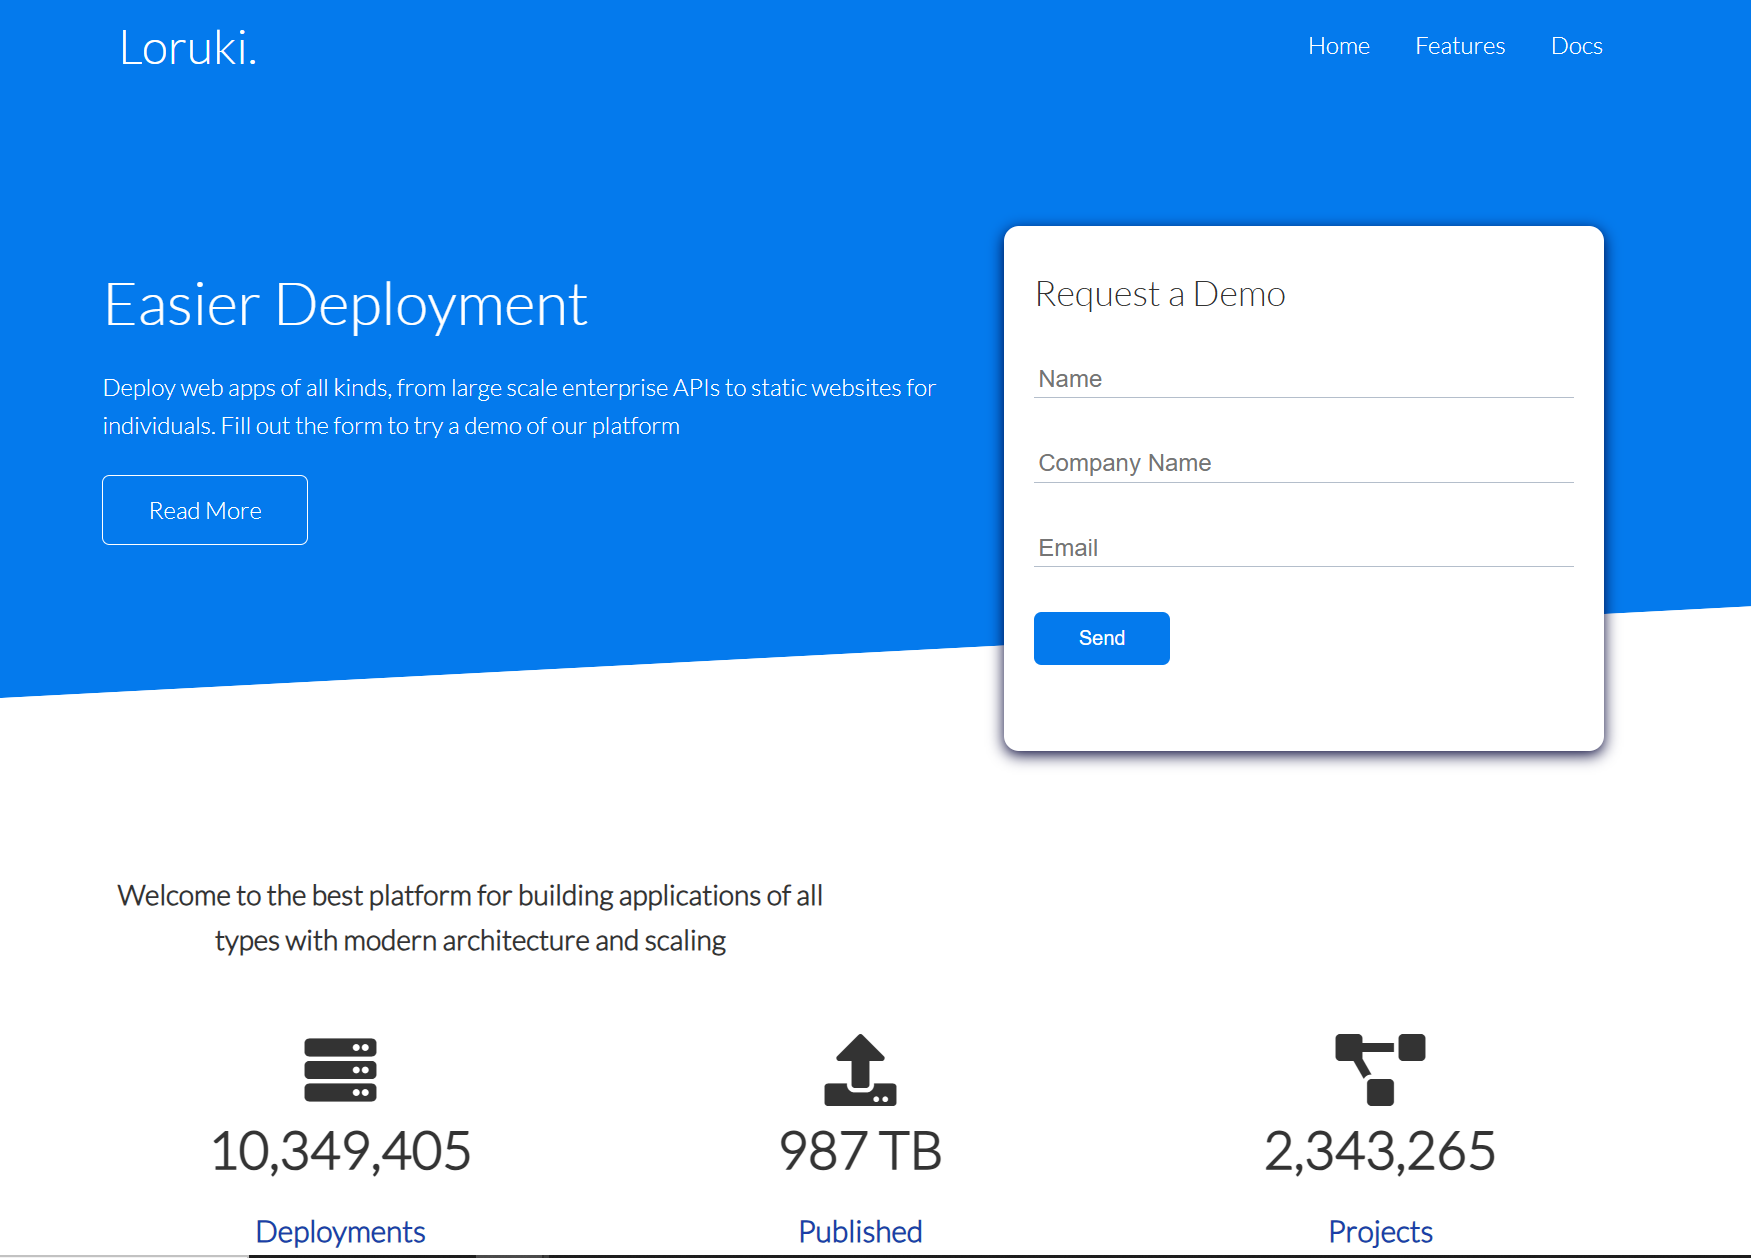 Loruki.
Home
Features
Docs
Easier Deployment
Deploy web apps of all kinds, from large scale enterprise APIs to static websites for
individuals. Fill out the form to try a demo of our platform
Read More
Request a Demo
Name
Company Name
Email
Send
Welcome to the best platform for building applications of all
types with modern architecture and scaling
10,349,405
Deployments
987 TB
Published
2,343,265
Projects